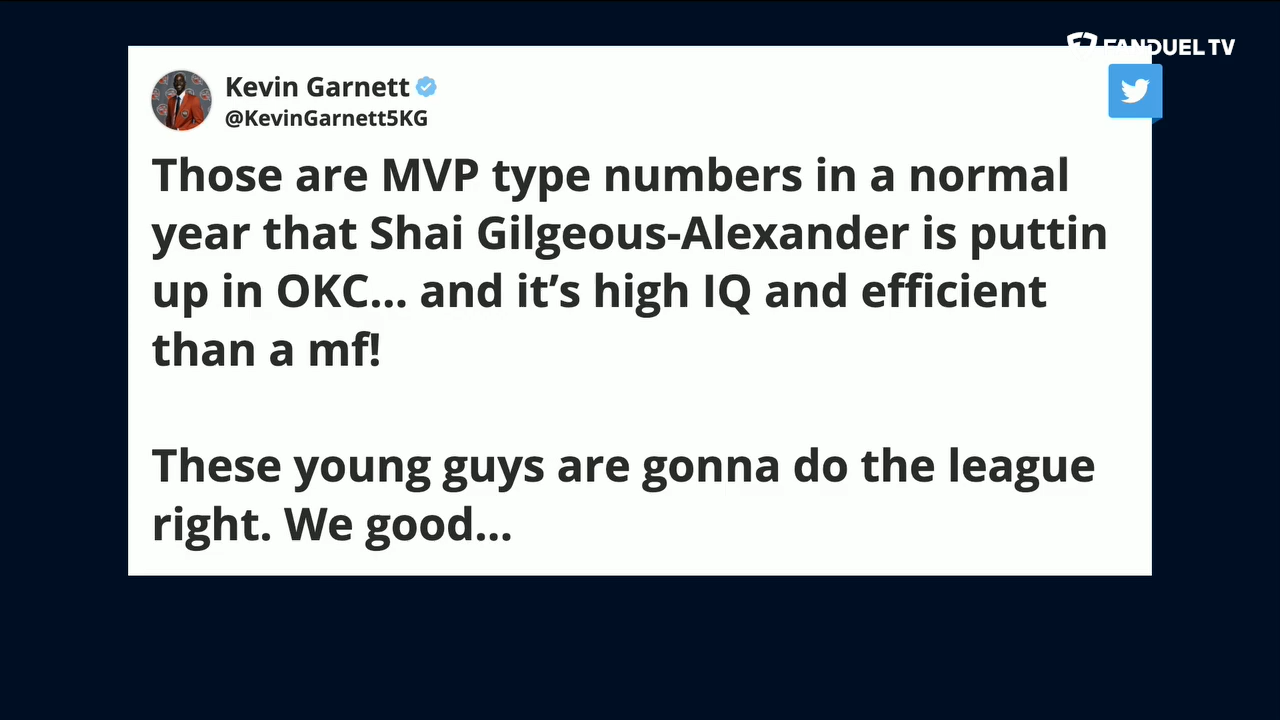 FANDUEL TV
Kevin Garnett
@KevinGarnett5KG
Those are MVP type numbers in a normal
year that Shai Gilgeous-Alexander is puttin
up in OKC... and it’s high IQ and efficient
than a mf!
These young guys are gonna do the league
right. We good...